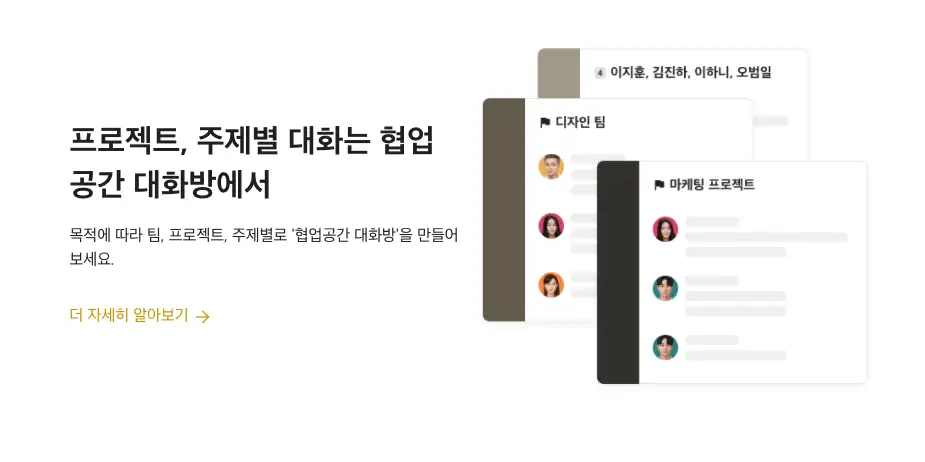 프로젝트, 주제별 대화는 협업
공간 대화방에서
목적에 따라 팀, 프로젝트, 주제별로 '협업공간 대화방'을 만들어
보세요.
더 자세히 알아보기 →
4 이지훈, 김진하, 이하니, 오범일
디자인 팀
마케팅 프로젝트